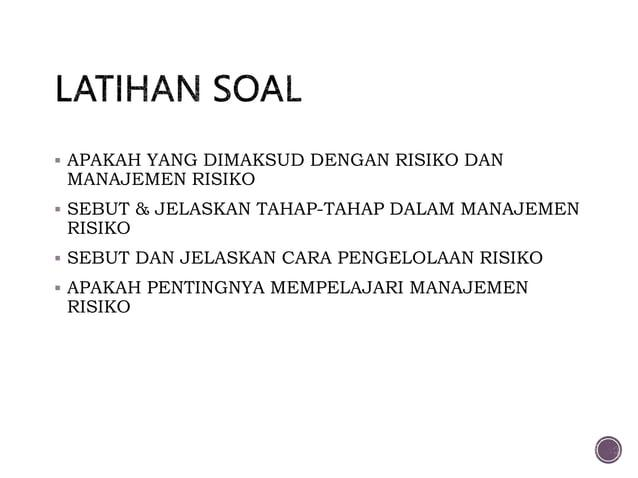 LATIHAN SOAL
▪ APAKAH YANG DIMAKSUD DENGAN RISIKO DAN
MANAJEMEN RISIKO
▪ SEBUT & JELASKAN TAHAP-TAHAP DALAM MANAJEMEN
RISIKO
▪ SEBUT DAN JELASKAN CARA PENGELOLAAN RISIKO
▪ APAKAH PENTINGNYA MEMPELAJARI MANAJEMEN
RISIKO